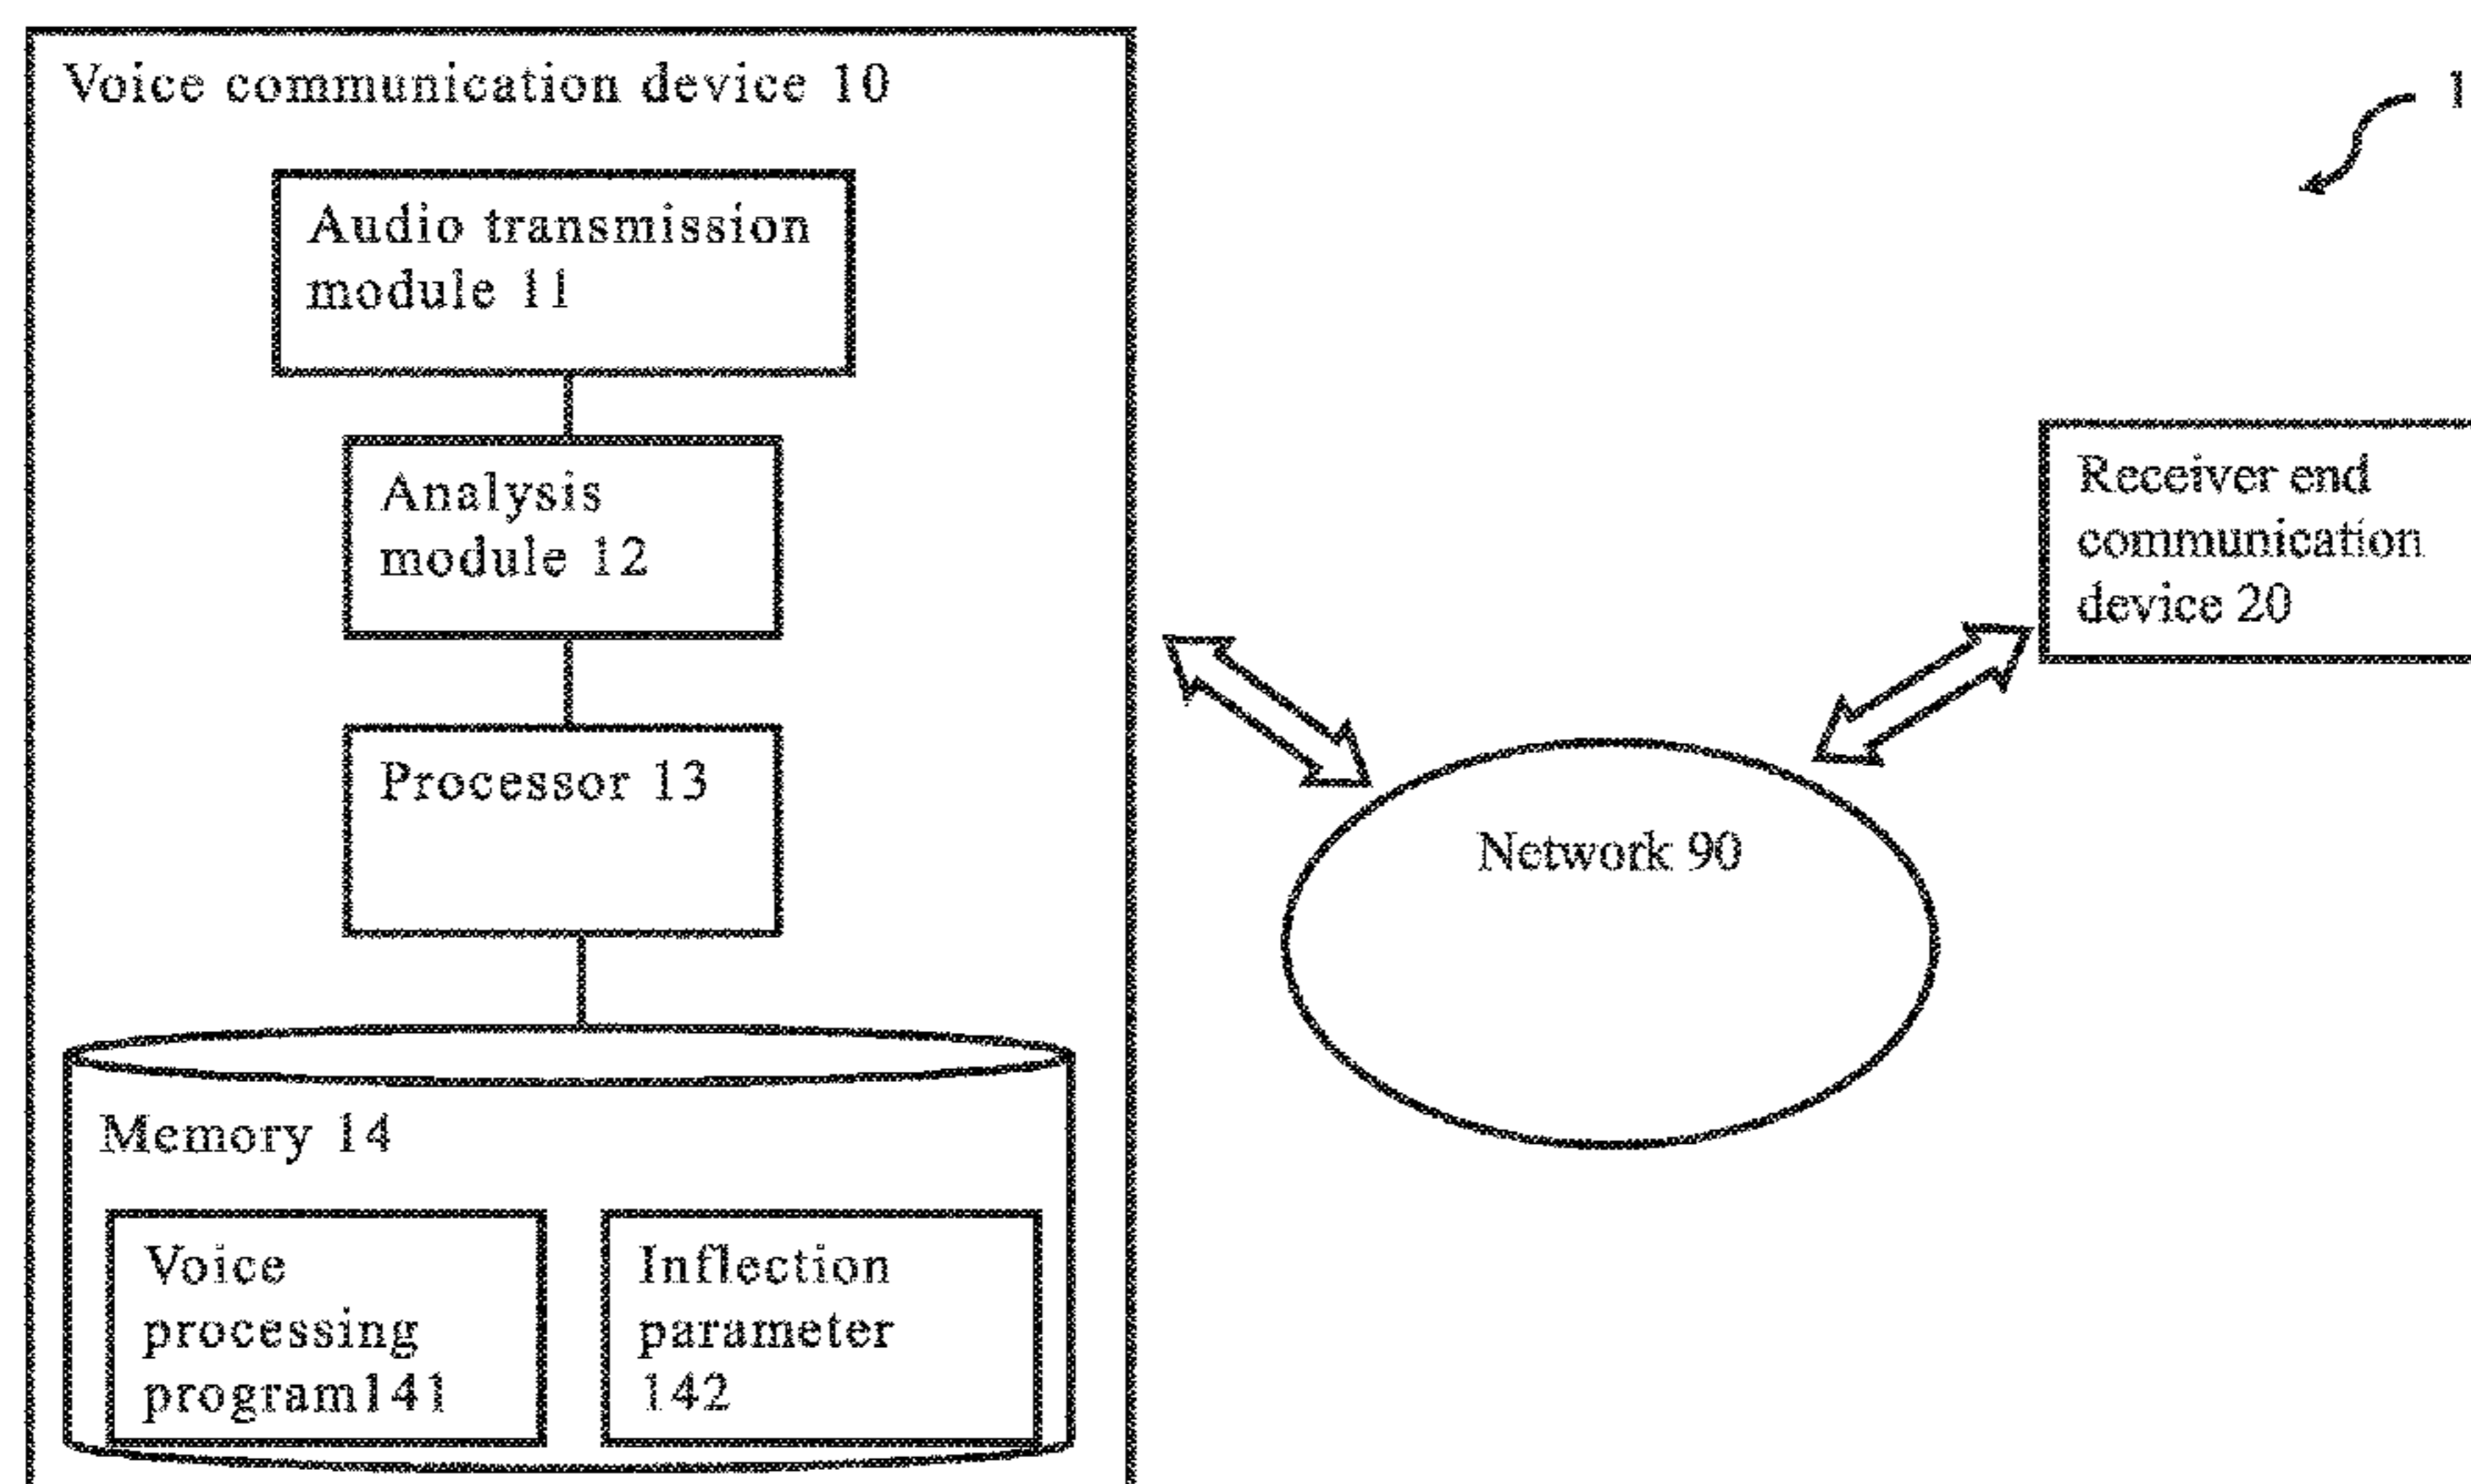 Voice communication device 10
1
Audio transmission
module 11
Analysis
module 12
Receiver end
communication
device 20
Processor 13
Network 90
Memory 14
Voice
processing
program141
Inflection
parameter
142